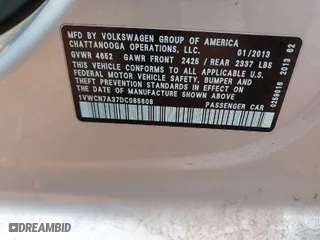 MFD. BY VOLKSWAGEN GROUP OF AMERICA
CHATTANOOGA OPERATIONS, LLC. 01/2013
GVWR 4652 GAWR FRONT 2425 / REAR 2337 LBS
THIS VEHICLE CONFORMS TO ALL APPLICABLE
FEDERAL MOTOR VEHICLE SAFETY, BUMPER, AND
THEFT PREVENTION STANDARDS IN EFFECT ON
THE DATE OF MANUFACTURE SHOWN ABOVE.
1VWCN7A37DC085808
PASSENGER CAR
0259016 2013 62
DREAMBID